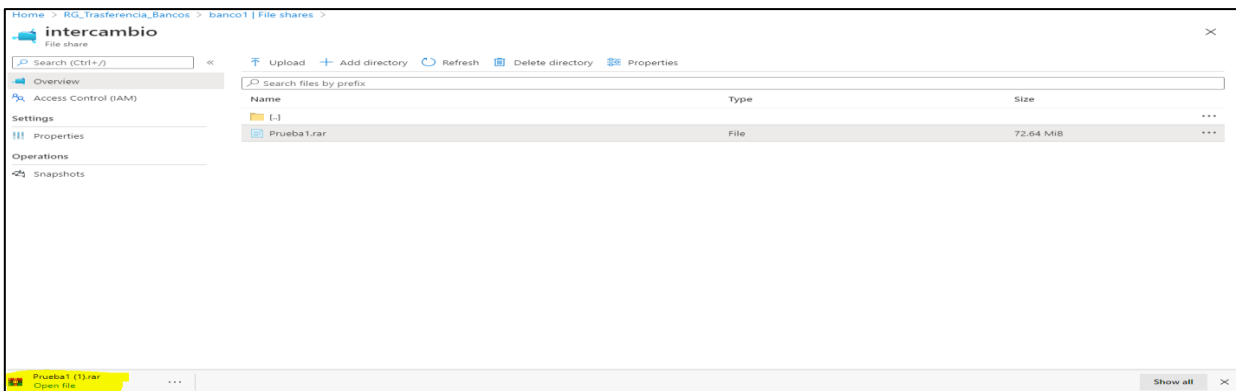 Home > RG_Trasferencia_Bancos > banco1 | File shares >
intercambio
File share
Search (Ctrl+/)
Upload Add directory Refresh Delete directory Properties
Overview
Search files by prefix
Access Control (IAM)
Name Type Size
Settings
[..]
Properties
Prueba1.rar File 72.64 MiB
Operations
Snapshots
Prueba1 (1).rar
Open file
Show all